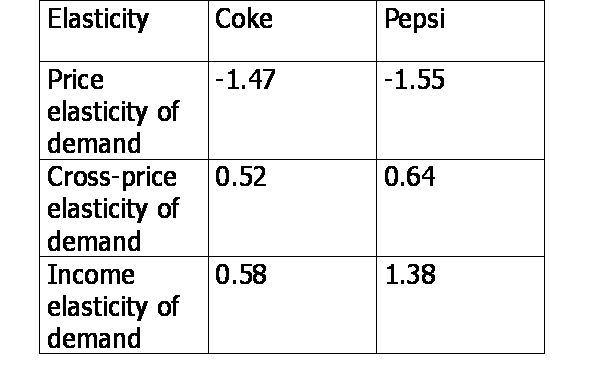 Elasticity Coke Pepsi
Price -1.47 -1.55
elasticity of
demand
Cross-price 0.52 0.64
elasticity of
demand
Income 0.58 1.38
elasticity of
demand